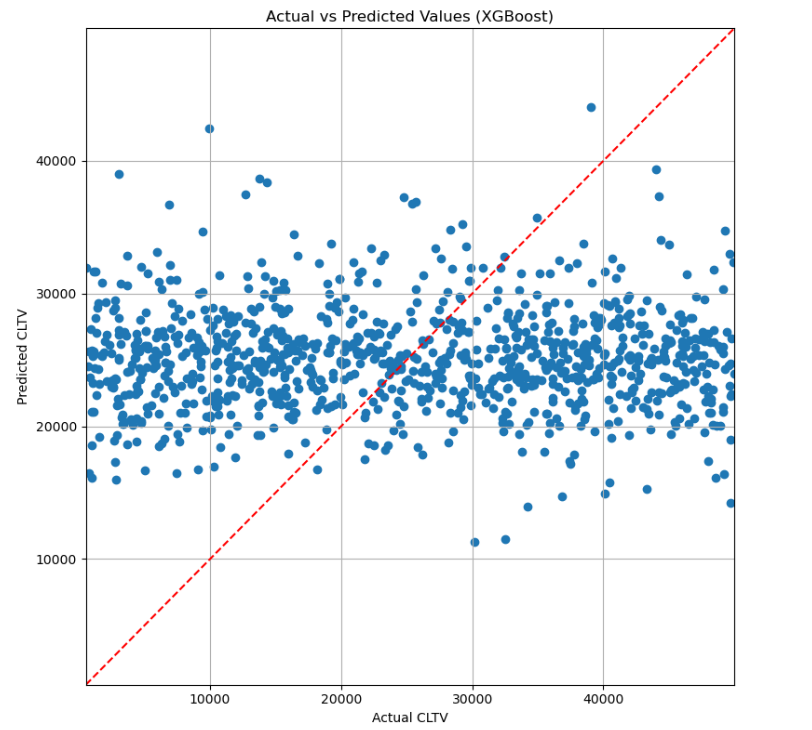 Actual vs Predicted Values (XGBoost)
Predicted CLTV
40000
30000
20000
10000
10000 20000 30000 40000
Actual CLTV